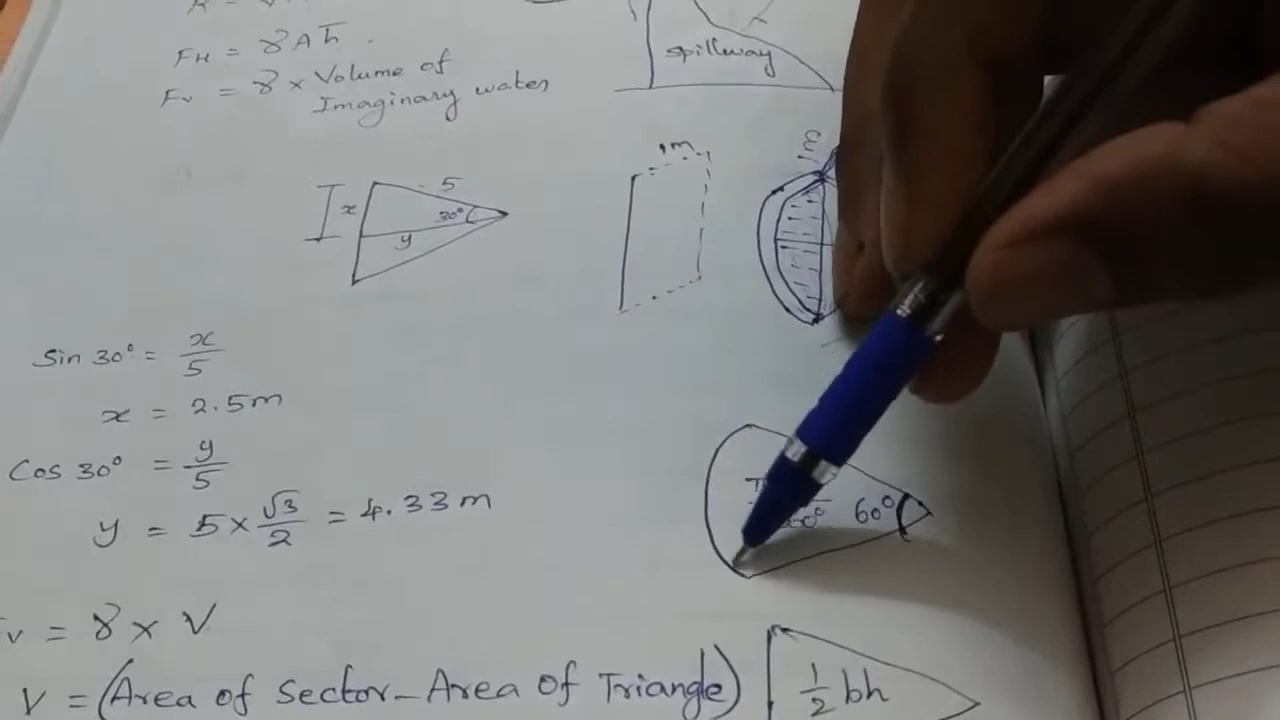 FH = γAh̄.
Fv = γ × Volume of
Imaginary water
spillway
1m
x
5
30°
y
Sin 30° = x/5
x = 2.5m
Cos 30° = y/5
y = 5 × √3/2 = 4.33m
60°
v = γ × V
V = (Area of Sector - Area of Triangle)
1/2 bh